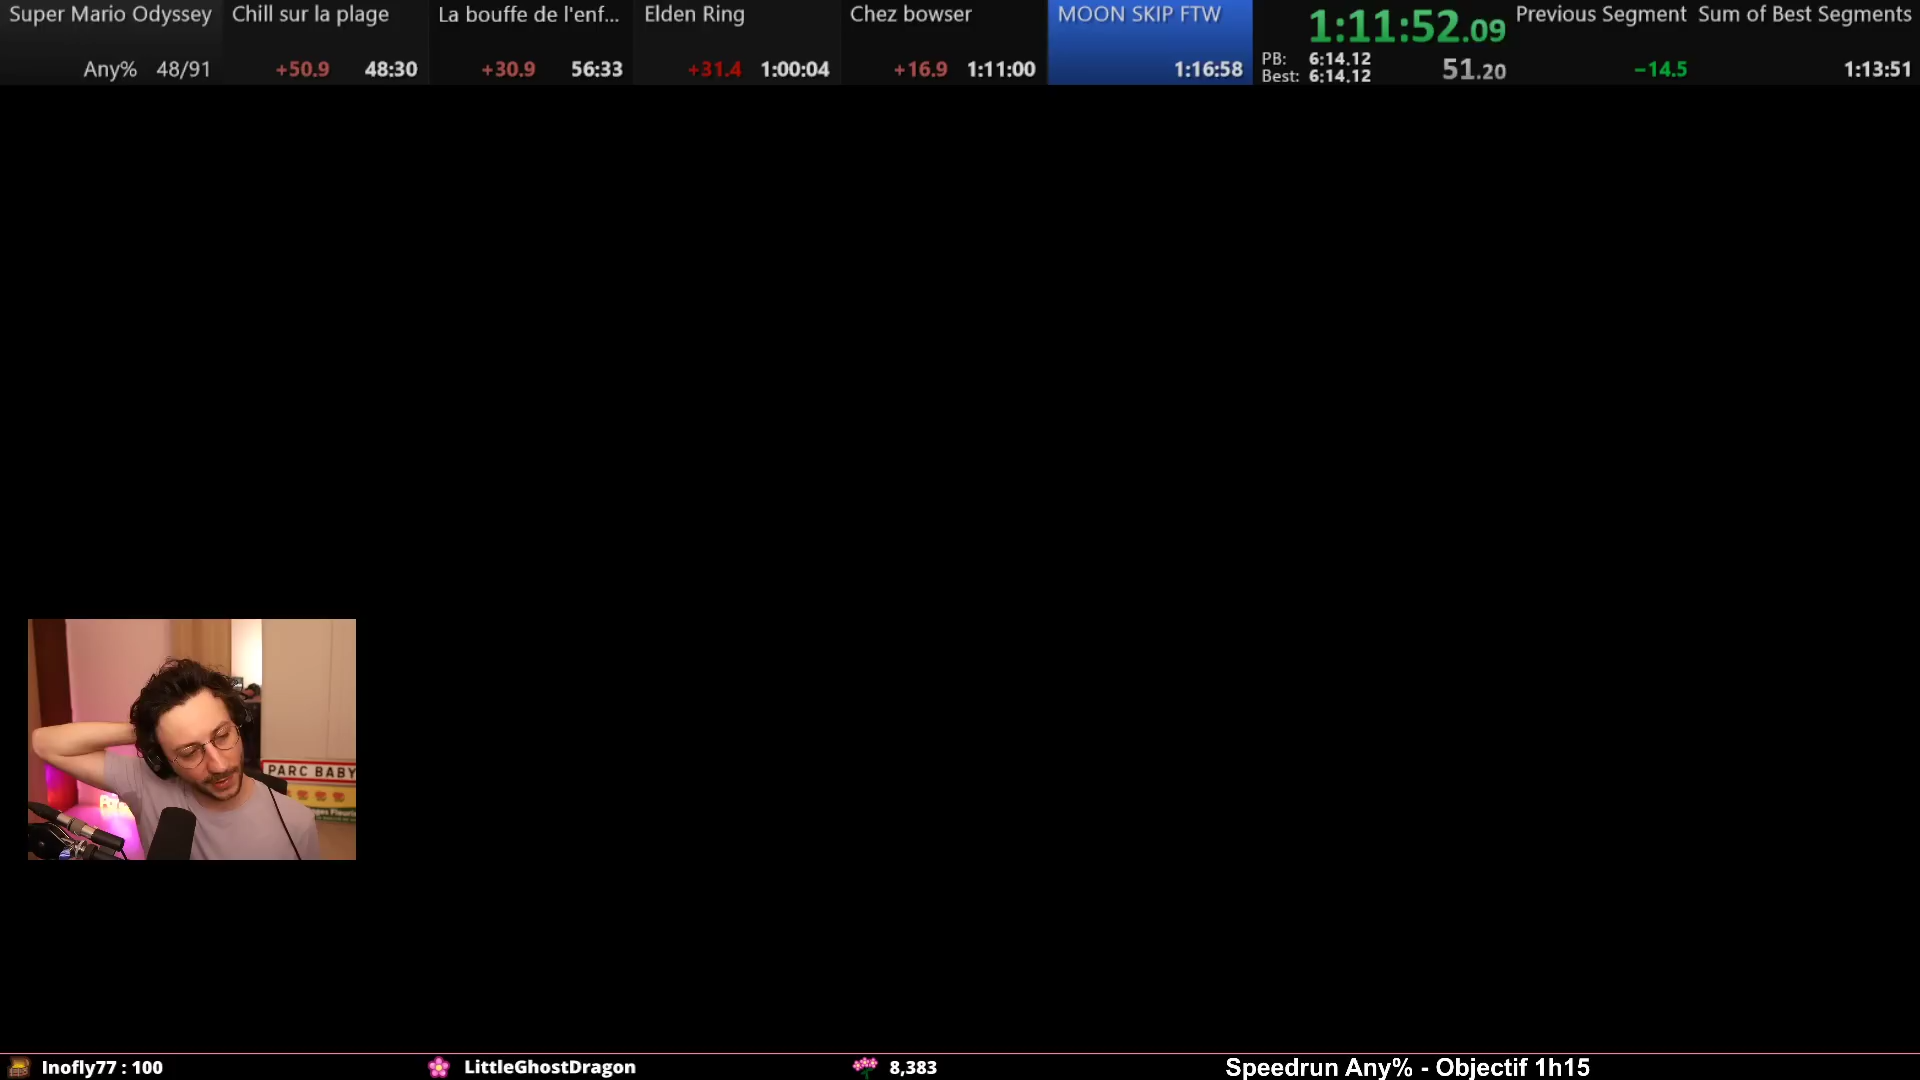 Super Mario Odyssey
Any% 48/91
Chill sur la plage
+50.9 48:30
La bouffe de l'enf...
+30.9 56:33
Elden Ring
+31.4 1:00:04
Chez bowser
+16.9 1:11:00
MOON SKIP FTW
1:16:58
1:11:52.09
PB: 6:14.12
Best: 6:14.12
51.20
Previous Segment
-14.5
Sum of Best Segments
1:13:51
PARC BABY
Inofly77 : 100
LittleGhostDragon
8,383
Speedrun Any% - Objectif 1h15